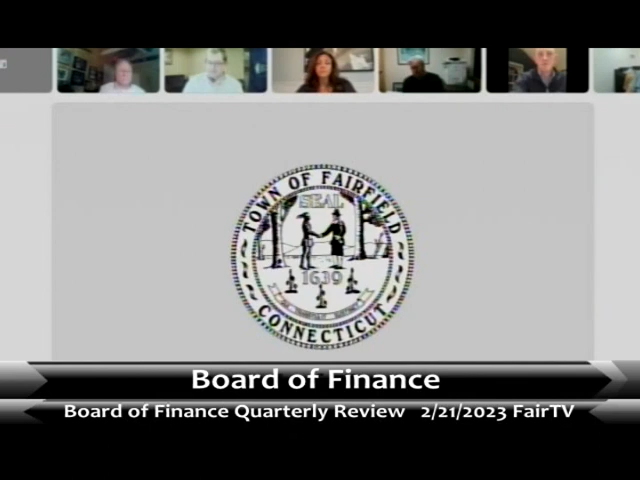 TOWN OF FAIRFIELD
SEAL
1639
CONNECTICUT
Board of Finance
Board of Finance Quarterly Review 2/21/2023 FairTV